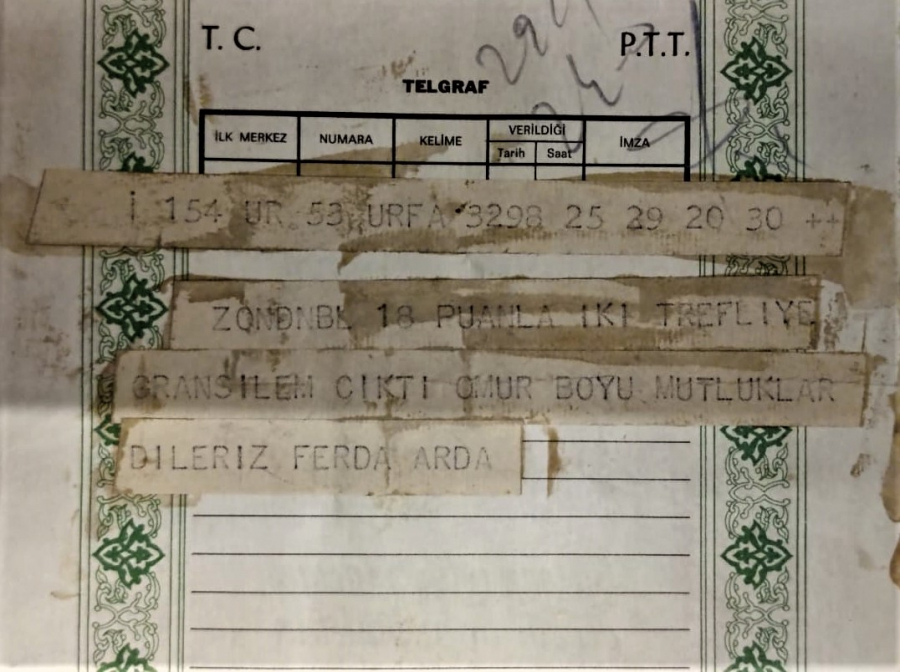 T. C.
P.T.T.
TELGRAF
İLK MERKEZ NUMARA KELİME VERİLDİĞİ İMZA
Tarih Saat
İ 154 UR 53 URFA 3298 25 29 20 30 ++
18 PUANLA IKI TREFLIYE
GRANSILEM CIKTI OMUR BOYU MUTLUKLAR
DILERIZ FERDA ARDA